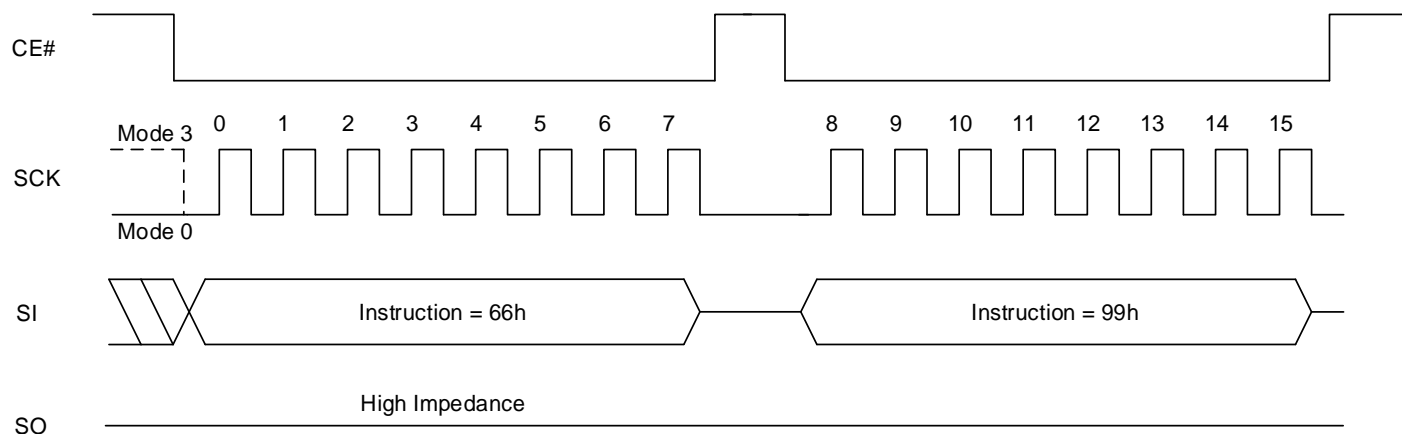 CE#
0 1 2 3 4 5 6 7 8 9 10 11 12 13 14 15
Mode 3
SCK
Mode 0
SI
Instruction = 66h Instruction = 99h
High Impedance
SO